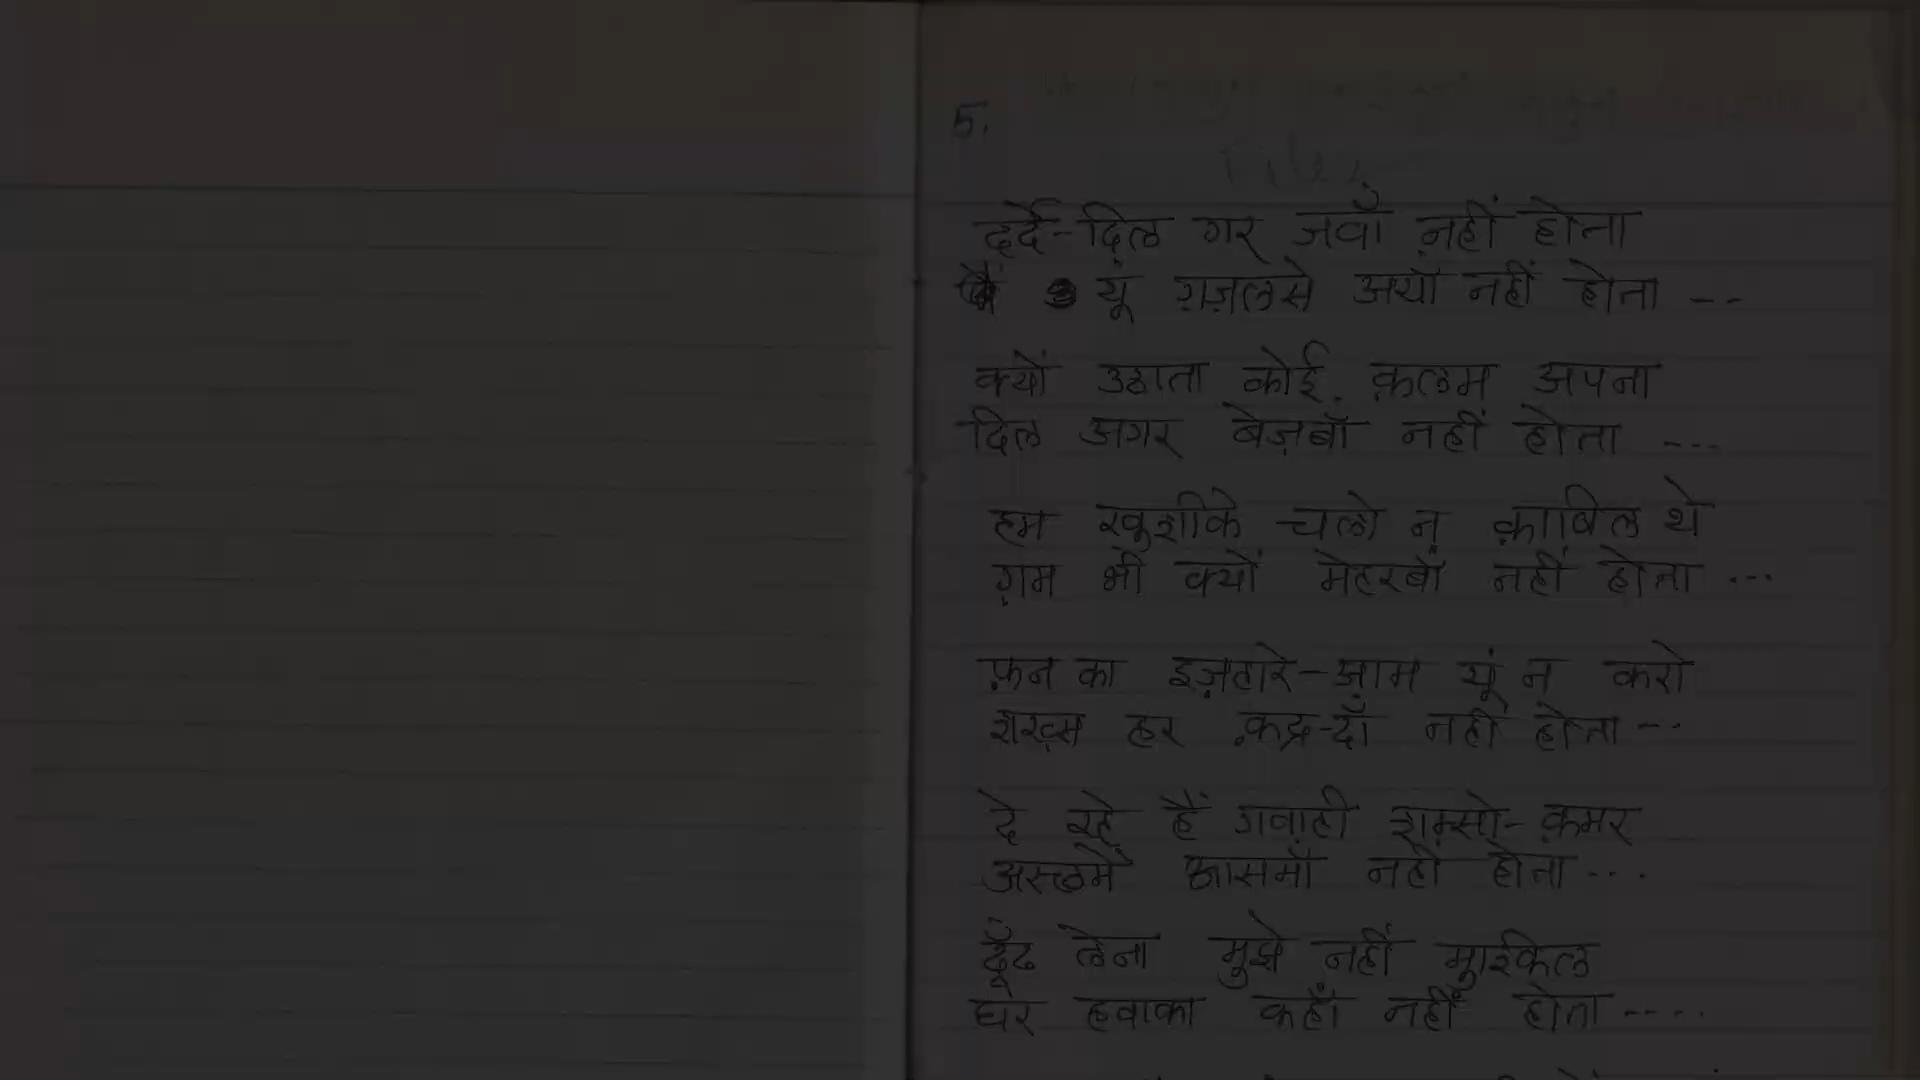 5.
दर्दे-दिल गर जवाँ नहीं होता
यूं ग़ज़लसे अयाँ नहीं होता --
क्यों उठाता कोई क़लम अपना
दिल अगर बेज़बाँ नहीं होता ---
हम खुशीके चलो न क़ाबिल थे
ग़म भी क्यों मेहरबाँ नहीं होता ...
फ़न का इज़हारे-आम यूं न करो
शख़्स हर क़द्र-दाँ नहीं होता --.
दे रहे हैं गवाही शम्सो-क़मर
अस्लमें आसमाँ नहीं होता ....
ढूँढ लेना मुझे नहीं मुश्किल
घर हवाका कहाँ नहीं होता ----